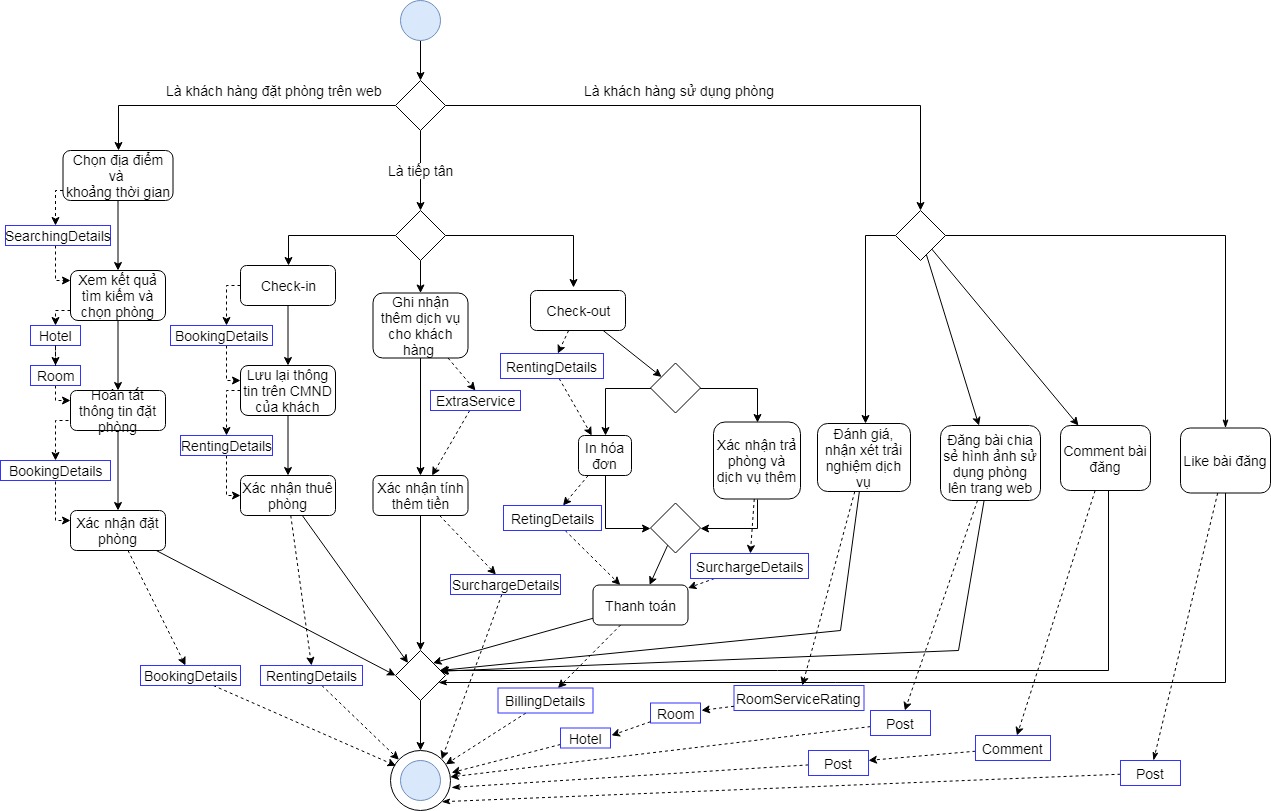 Là khách hàng đặt phòng trên web
Là khách hàng sử dụng phòng
Là tiếp tân
Chọn địa điểm
và
khoảng thời gian
SearchingDetails
Xem kết quả
tìm kiếm và
chọn phòng
Hotel
Room
Hoàn tất
thông tin đặt
phòng
BookingDetails
Xác nhận đặt
phòng
BookingDetails
Check-in
BookingDetails
Lưu lại thông
tin trên CMND
của khách
RentingDetails
Xác nhận thuê
phòng
RentingDetails
Ghi nhận
thêm dịch vụ
cho khách
hàng
ExtraService
Xác nhận tính
thêm tiền
SurchargeDetails
Check-out
RentingDetails
In hóa
đơn
RetingDetails
Xác nhận trả
phòng và
dịch vụ thêm
SurchargeDetails
Thanh toán
BillingDetails
Đánh giá,
nhận xét trải
nghiệm dịch
vụ
RoomServiceRating
Room
Hotel
Đăng bài chia
sẻ hình ảnh sử
dụng phòng
lên trang web
Post
Comment bài
đăng
Comment
Post
Like bài đăng
Post